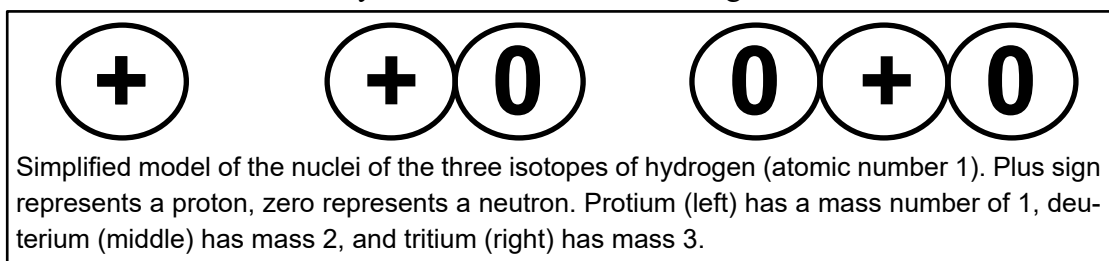 + +0 0+0
Simplified model of the nuclei of the three isotopes of hydrogen (atomic number 1). Plus sign
represents a proton, zero represents a neutron. Protium (left) has a mass number of 1, deu-
terium (middle) has mass 2, and tritium (right) has mass 3.